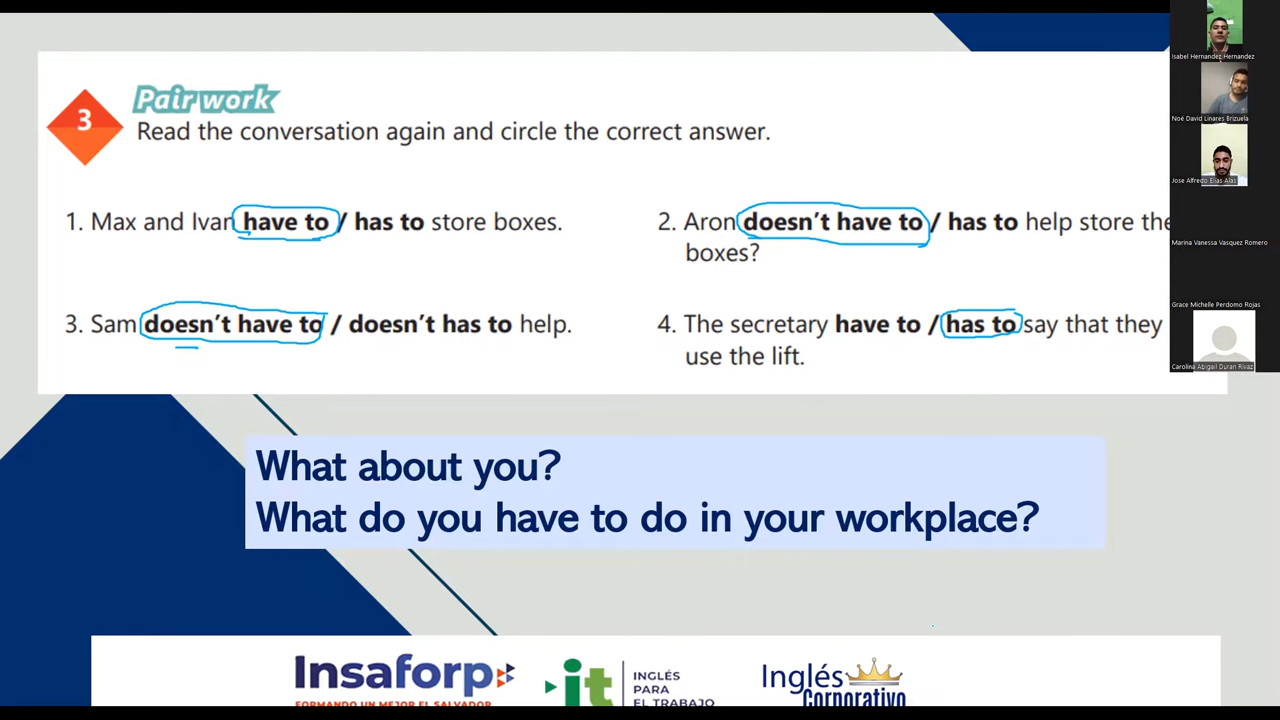 3
Pair work
Read the conversation again and circle the correct answer.
1. Max and Ivan have to / has to store boxes.
2. Aron doesn't have to / has to help store the
boxes?
3. Sam doesn't have to / doesn't has to help.
4. The secretary have to / has to say that they
use the lift.
What about you?
What do you have to do in your workplace?
Insaforp
FORMANDO UN MEJOR EL SALVADOR
it
INGLÉS
PARA
EL TRABAJO
Inglés
Corporativo
Isabel Hernandez Hernandez
Noé David Linares Brizuela
Jose Alfredo Elias Alas
Marina Vanessa Vasquez Romero
Grace Michelle Perdomo Rojas
Carolina Abigail Duran Rivaz